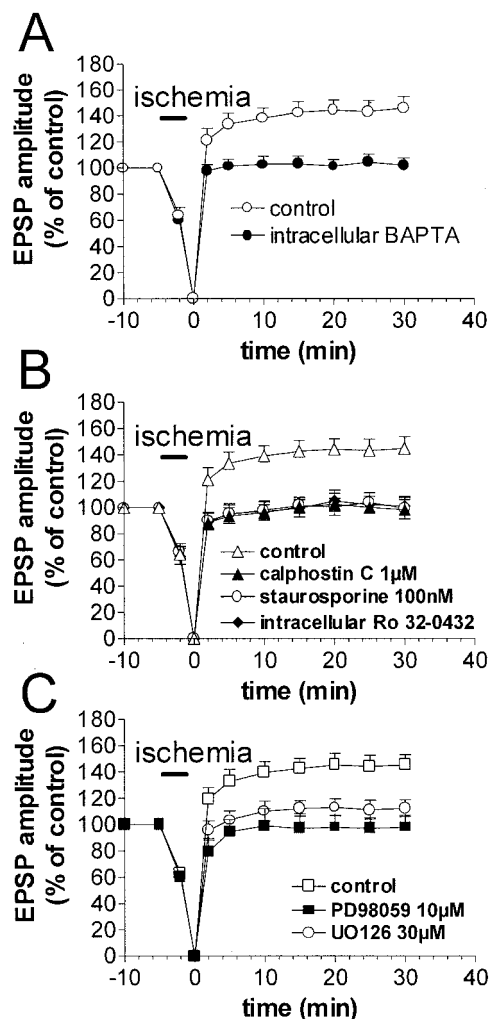 A
EPSP amplitude
(% of control)
180
160
140
120
100
80
60
40
20
0
ischemia
control
intracellular BAPTA
-10 0 10 20 30 40
time (min)
B
EPSP amplitude
(% of control)
180
160
140
120
100
80
60
40
20
0
ischemia
control
calphostin C 1µM
staurosporine 100nM
intracellular Ro 32-0432
-10 0 10 20 30 40
time (min)
C
EPSP amplitude
(% of control)
180
160
140
120
100
80
60
40
20
0
ischemia
control
PD98059 10µM
UO126 30µM
-10 0 10 20 30 40
time (min)